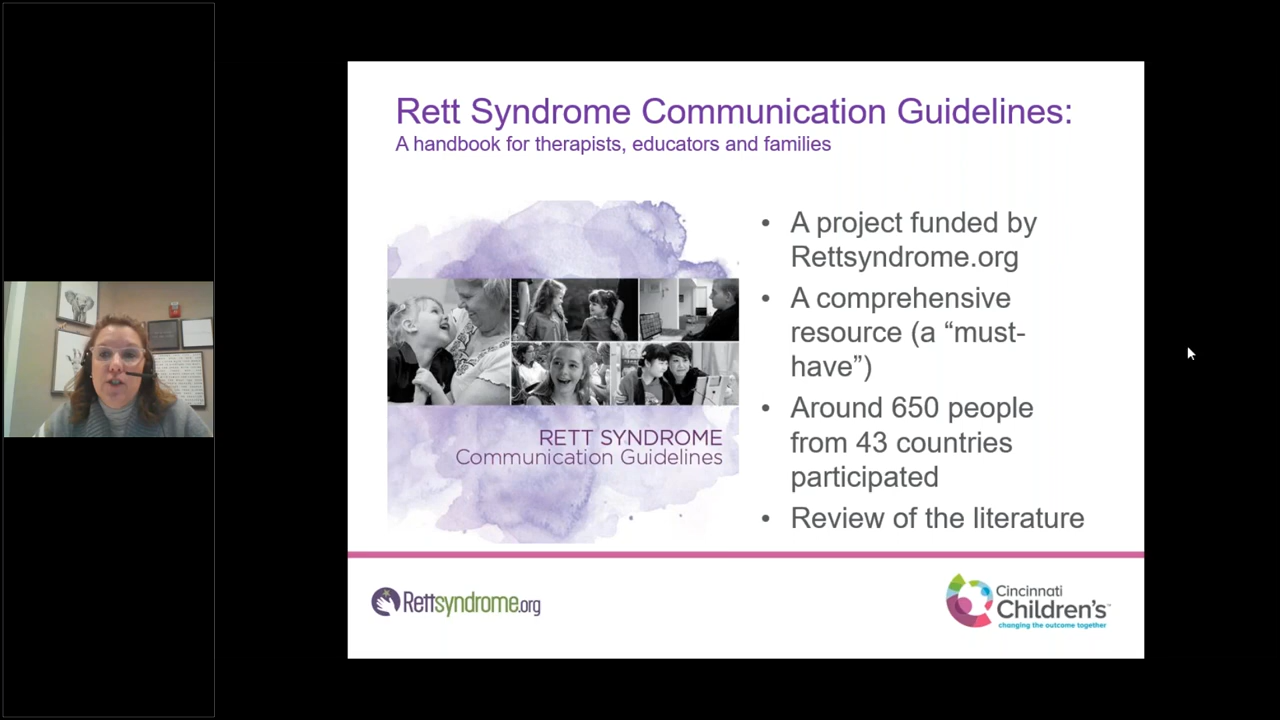 Rett Syndrome Communication Guidelines:
A handbook for therapists, educators and families
RETT SYNDROME
Communication Guidelines
• A project funded by
Rettsyndrome.org
• A comprehensive
resource (a “must-
have”)
• Around 650 people
from 43 countries
participated
• Review of the literature
Rettsyndrome.org
Cincinnati
Children's™
changing the outcome together